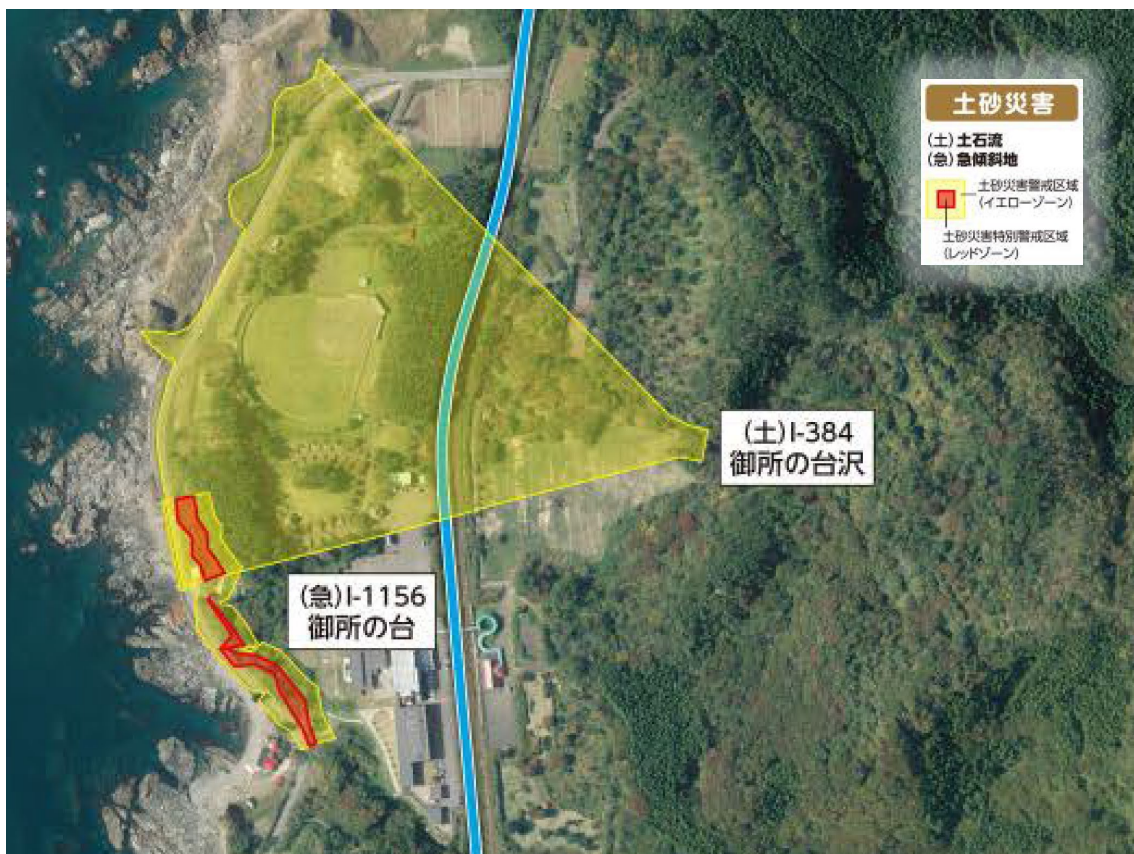 土砂災害
(土)土石流
(急)急傾斜地
土砂災害警戒区域
(イエローゾーン)
土砂災害特別警戒区域
(レッドゾーン)
(土)I-384
御所の台沢
(急)I-1156
御所の台